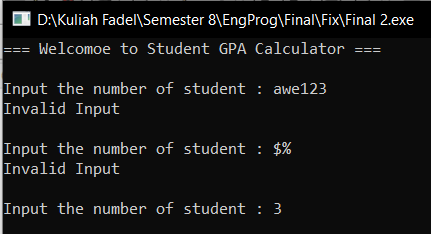 D:\Kuliah Fadel\Semester 8\EngProg\Final\Fix\Final 2.exe
=== Welcomoe to Student GPA Calculator ===
Input the number of student : awe123
Invalid Input
Input the number of student : $%
Invalid Input
Input the number of student : 3